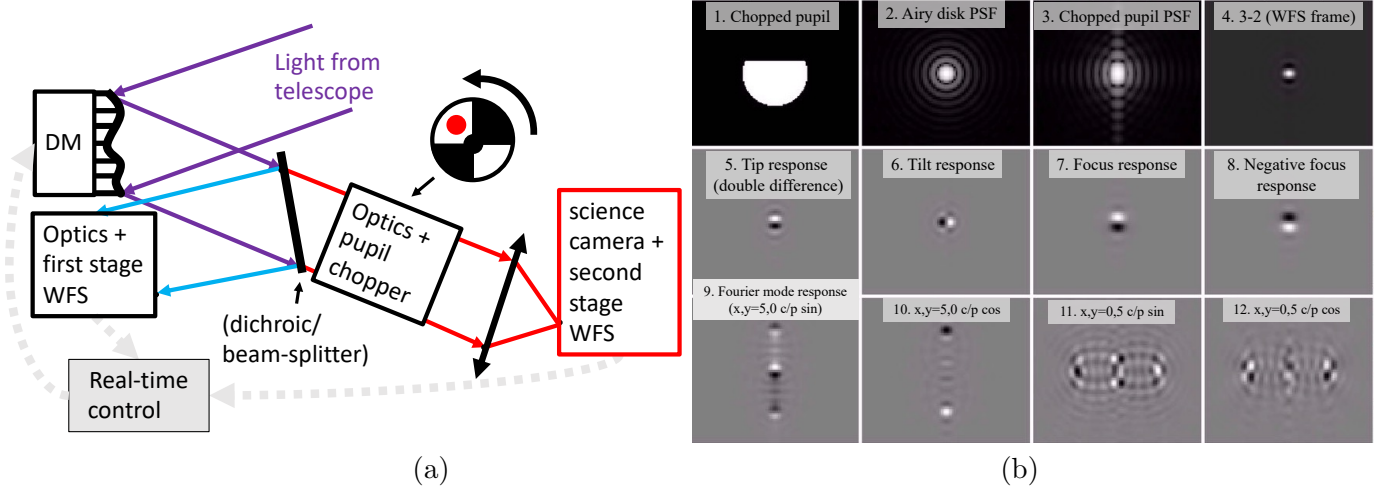 Light from
telescope
DM
Optics +
first stage
WFS
Optics +
pupil
chopper
science
camera +
second
stage
WFS
(dichroic/
beam-splitter)
Real-time
control
(a)
1. Chopped pupil
2. Airy disk PSF
3. Chopped pupil PSF
4. 3-2 (WFS frame)
5. Tip response
(double difference)
6. Tilt response
7. Focus response
8. Negative focus
response
9. Fourier mode response
(x,y=5,0 c/p sin)
10. x,y=5,0 c/p cos
11. x,y=0,5 c/p sin
12. x,y=0,5 c/p cos
(b)